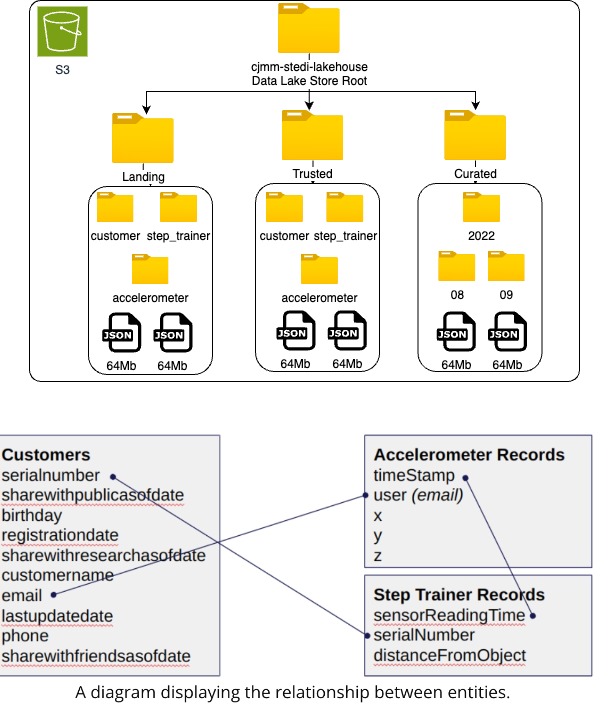 S3
cjmm-stedi-lakehouse
Data Lake Store Root
Landing
Trusted
Curated
customer step_trainer
accelerometer
JSON JSON
64Mb 64Mb
customer step_trainer
accelerometer
JSON JSON
64Mb 64Mb
2022
08 09
JSON JSON
64Mb 64Mb
Customers
serialnumber
sharewithpublicasofdate
birthday
registrationdate
sharewithresearchasofdate
customername
email
lastupdatedate
phone
sharewithfriendsasofdate
Accelerometer Records
timeStamp
user (email)
x
y
z
Step Trainer Records
sensorReadingTime
serialNumber
distanceFromObject
A diagram displaying the relationship between entities.